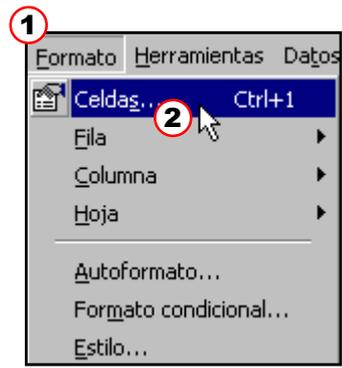 1
Formato Herramientas Datos
Celdas... Ctrl+1
2
Fila
Columna
Hoja
Autoformato...
Formato condicional...
Estilo...